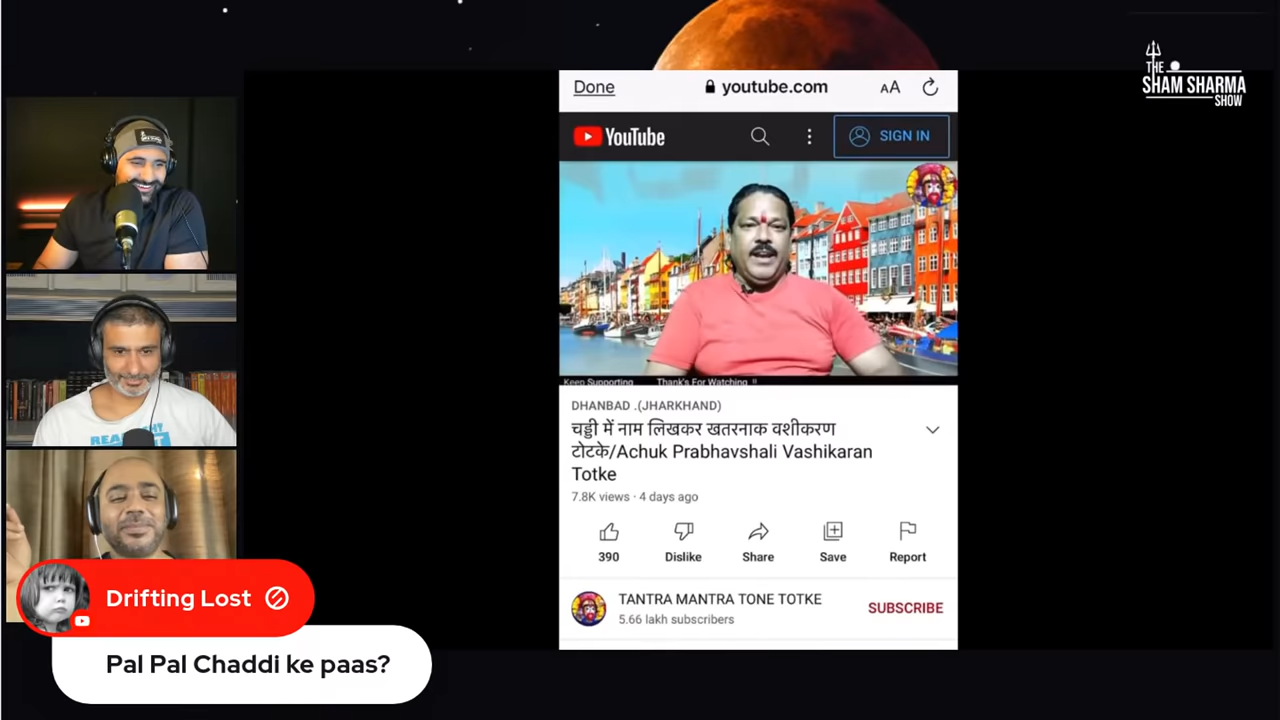 THE
SHAM SHARMA
SHOW
Done
youtube.com
AA
YouTube
SIGN IN
Keep Supporting Thank's For Watching !!
DHANBAD .(JHARKHAND)
चड्डी में नाम लिखकर खतरनाक वशीकरण
टोटके/Achuk Prabhavshali Vashikaran
Totke
7.8K views · 4 days ago
390
Dislike
Share
Save
Report
TANTRA MANTRA TONE TOTKE
5.66 lakh subscribers
SUBSCRIBE
Drifting Lost
Pal Pal Chaddi ke paas?